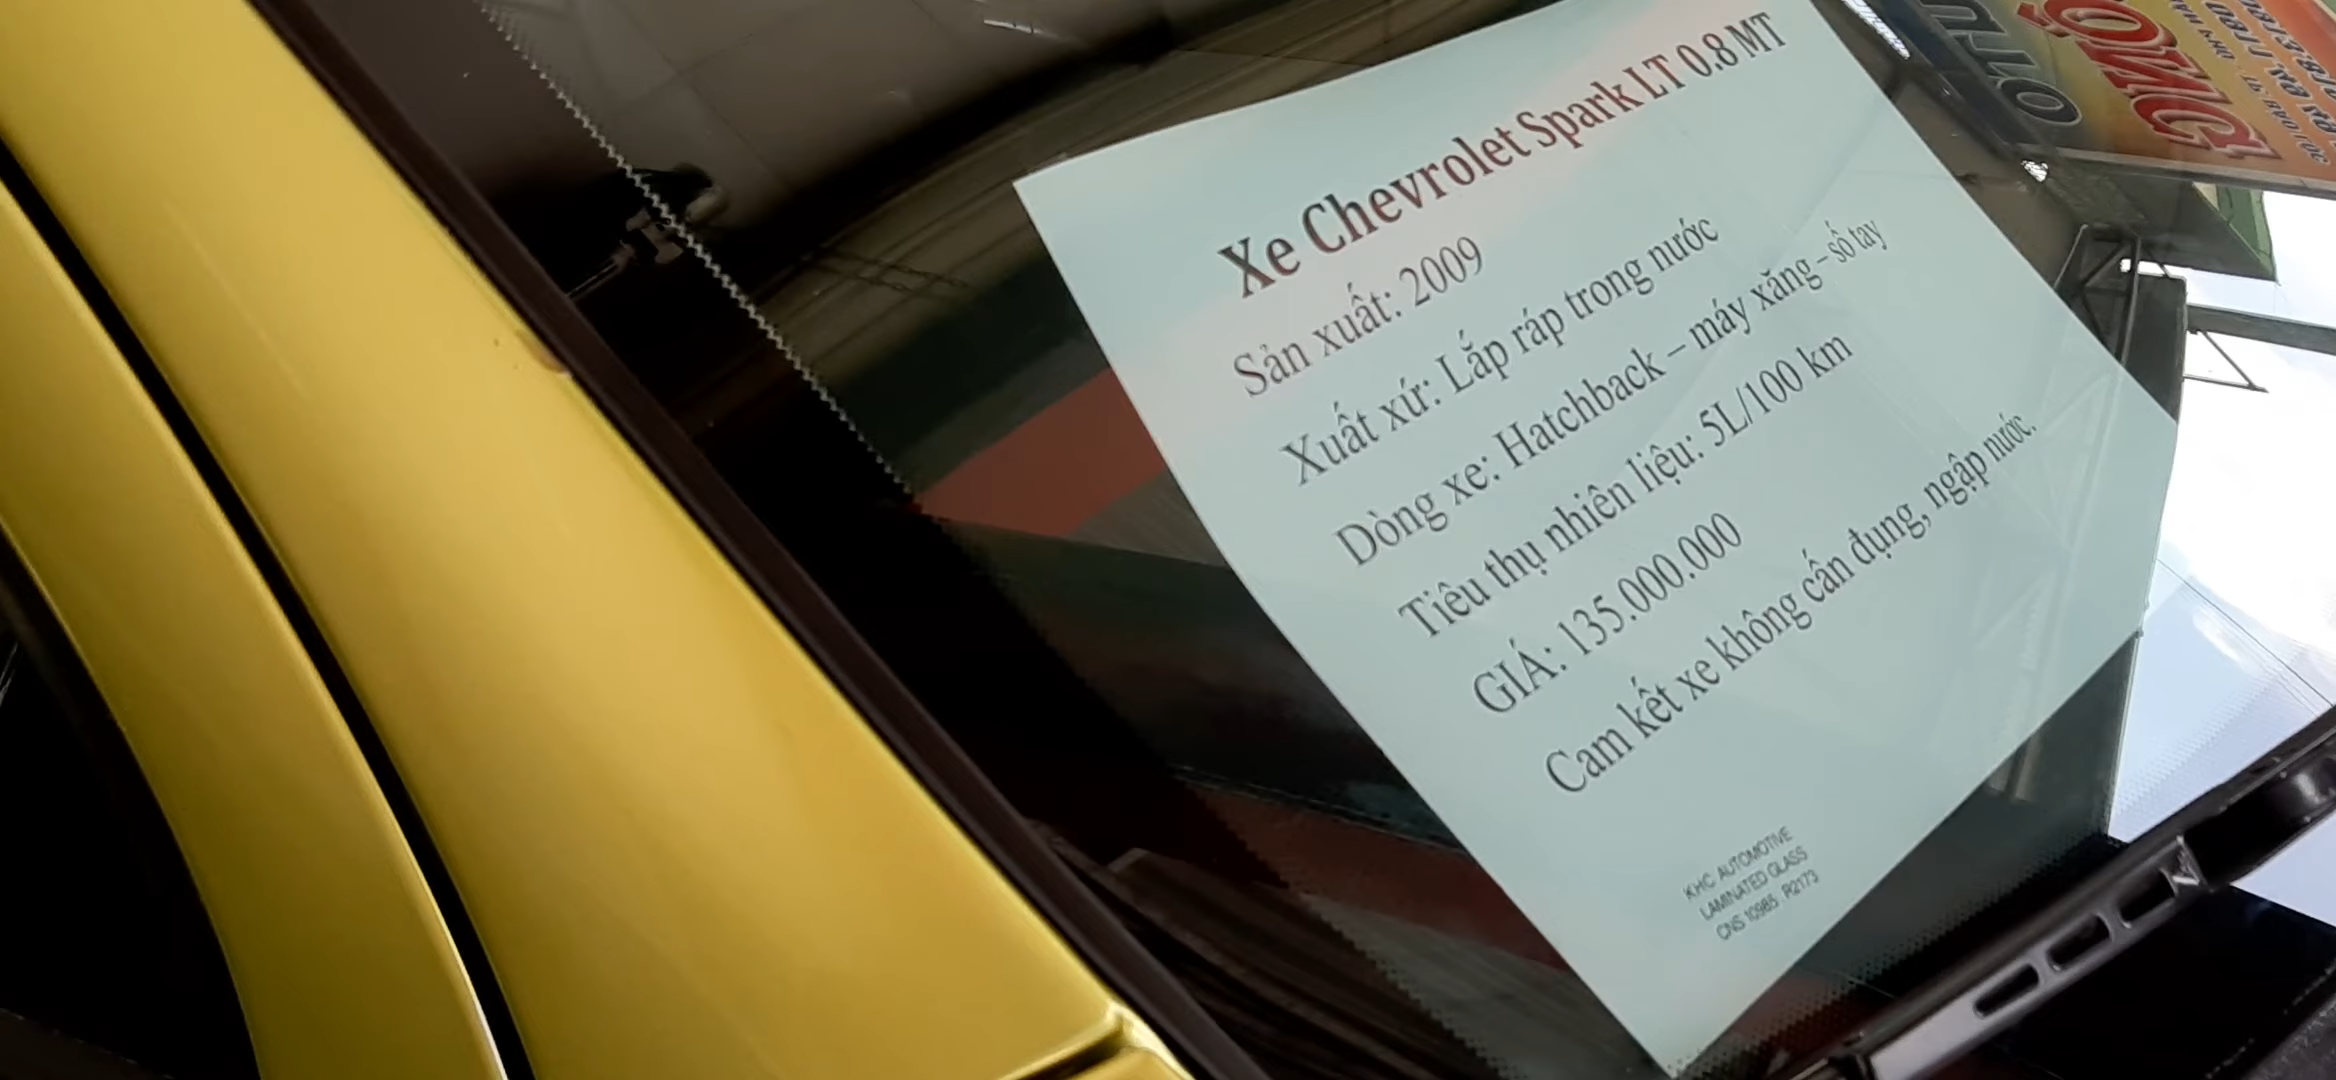 Xe Chevrolet Spark LT 0.8 MT
Sản xuất: 2009
Xuất xứ: Lắp ráp trong nước
Dòng xe: Hatchback – máy xăng – số tay
Tiêu thụ nhiên liệu: 5L/100 km
GIÁ: 135.000.000
Cam kết xe không cấn đụng, ngập nước.
KHC AUTOMOTIVE
LAMINATED GLASS
CNS 10985 R2173